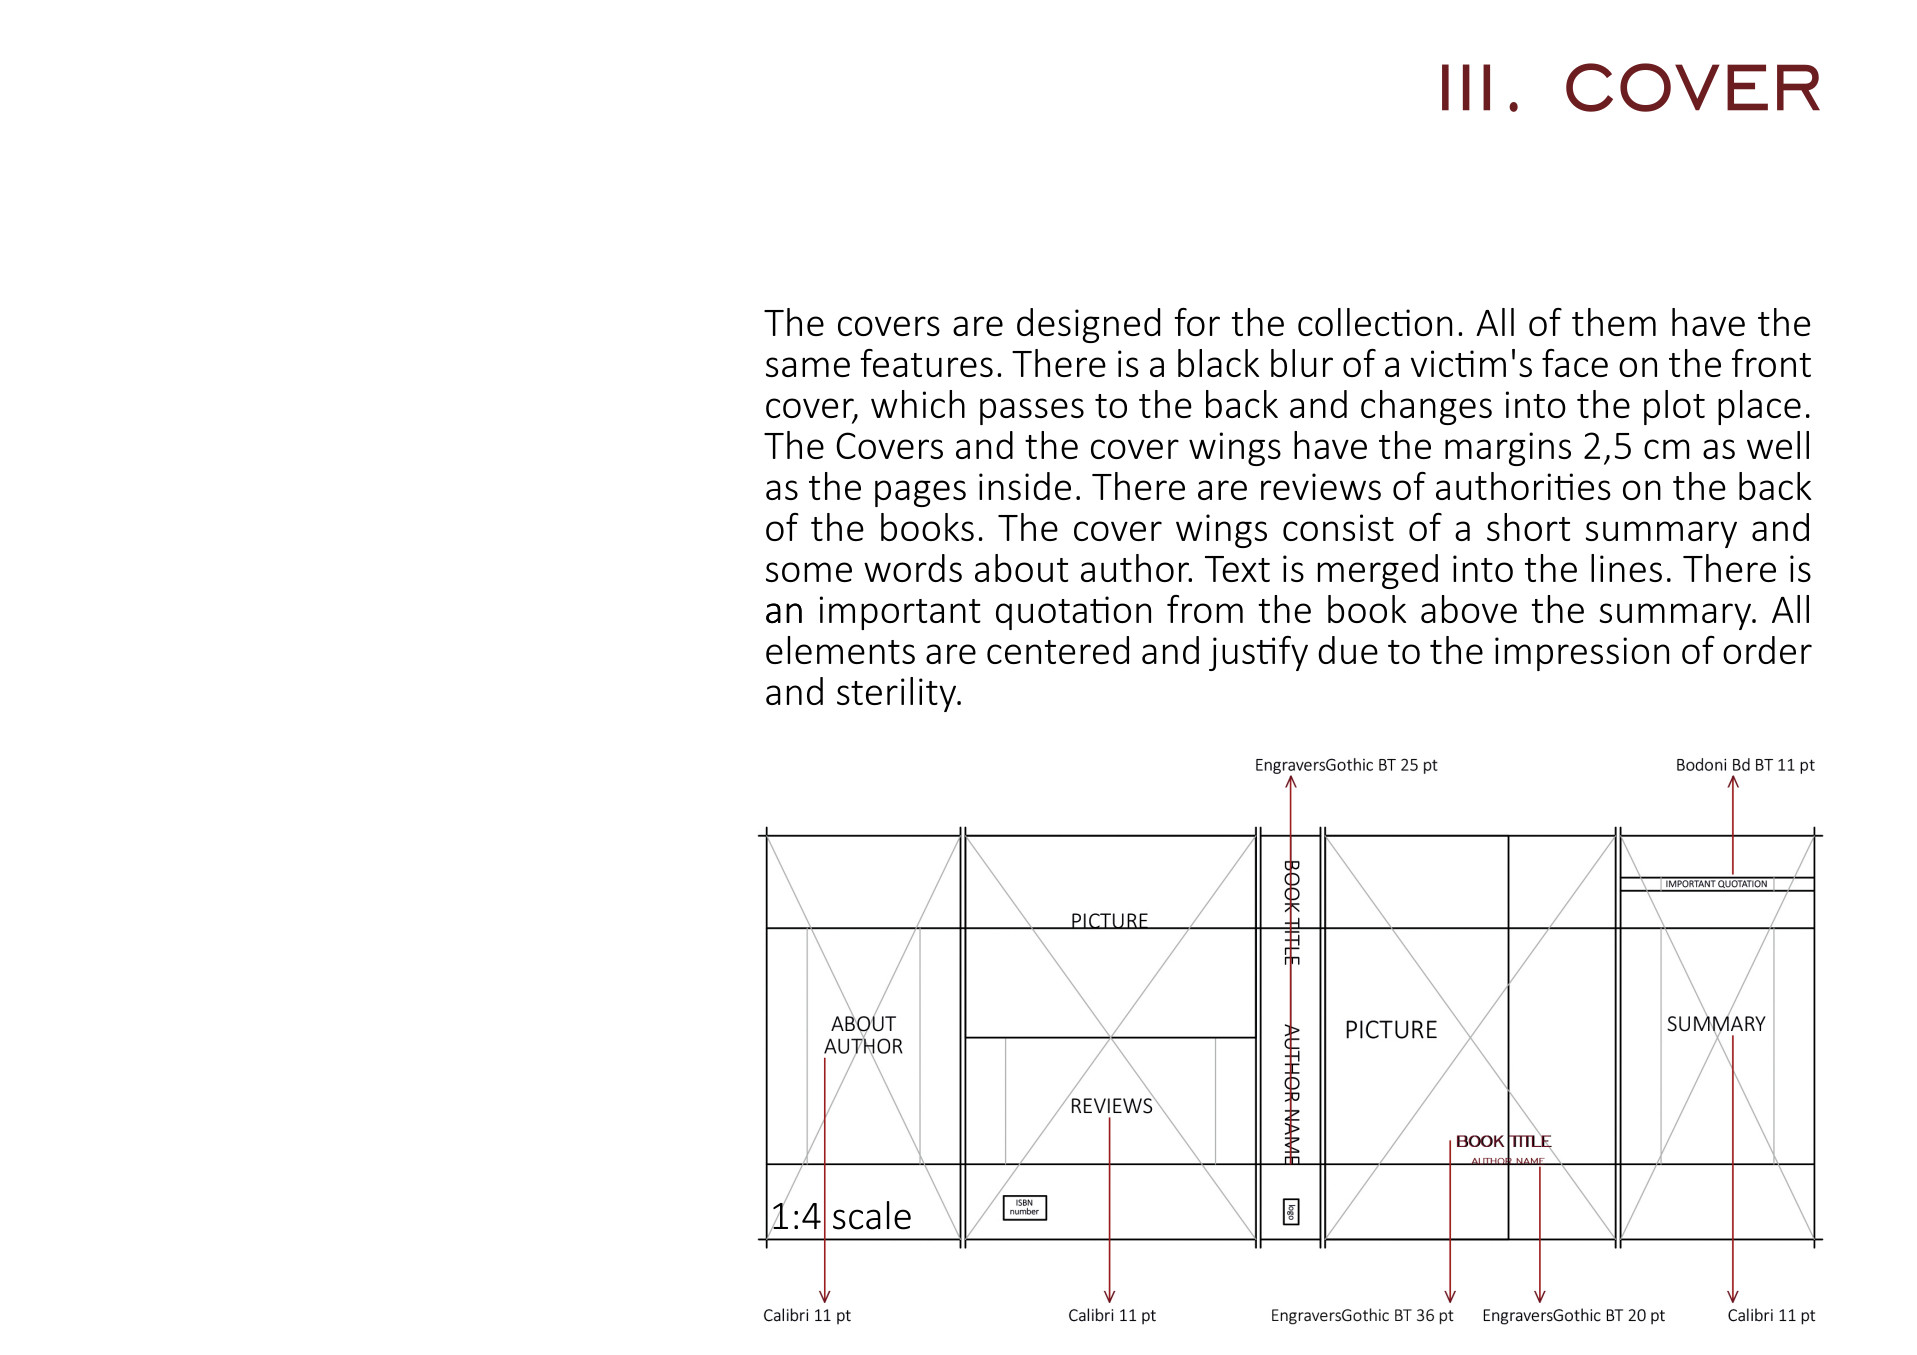 III. COVER
The covers are designed for the collection. All of them have the
same features. There is a black blur of a victim's face on the front
cover, which passes to the back and changes into the plot place.
The Covers and the cover wings have the margins 2,5 cm as well
as the pages inside. There are reviews of authorities on the back
of the books. The cover wings consist of a short summary and
some words about author. Text is merged into the lines. There is
an important quotation from the book above the summary. All
elements are centered and justify due to the impression of order
and sterility.
EngraversGothic BT 25 pt
Bodoni Bd BT 11 pt
ABOUT
AUTHOR
1:4 scale
PICTURE
REVIEWS
ISBN
number
BOOK TITLE
AUTHOR NAME
logo
PICTURE
BOOK TITLE
AUTHOR NAME
IMPORTANT QUOTATION
SUMMARY
Calibri 11 pt
Calibri 11 pt
EngraversGothic BT 36 pt
EngraversGothic BT 20 pt
Calibri 11 pt